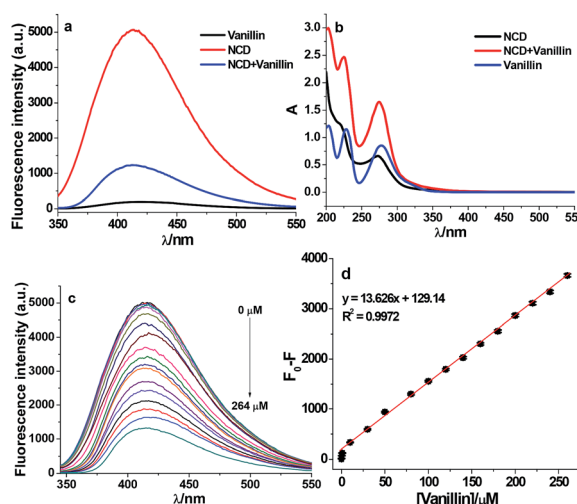 a
Vanillin
NCD
NCD+Vanillin
Fluorescence intensity (a.u.)
5000
4000
3000
2000
1000
0
350 400 450 500 550
λ/nm
b
NCD
NCD+Vanillin
Vanillin
A
3.0
2.5
2.0
1.5
1.0
0.5
0.0
200 250 300 350 400 450 500 55
λ/nm
c
0 μM
264 μM
Fluorescence intensity (a.u.)
5000
4000
3000
2000
1000
0
350 400 450 500 550
λ/nm
d
y = 13.626x + 129.14
R² = 0.9972
F₀-F
4000
3000
2000
1000
0
0 50 100 150 200 250
[Vanillin]/μM